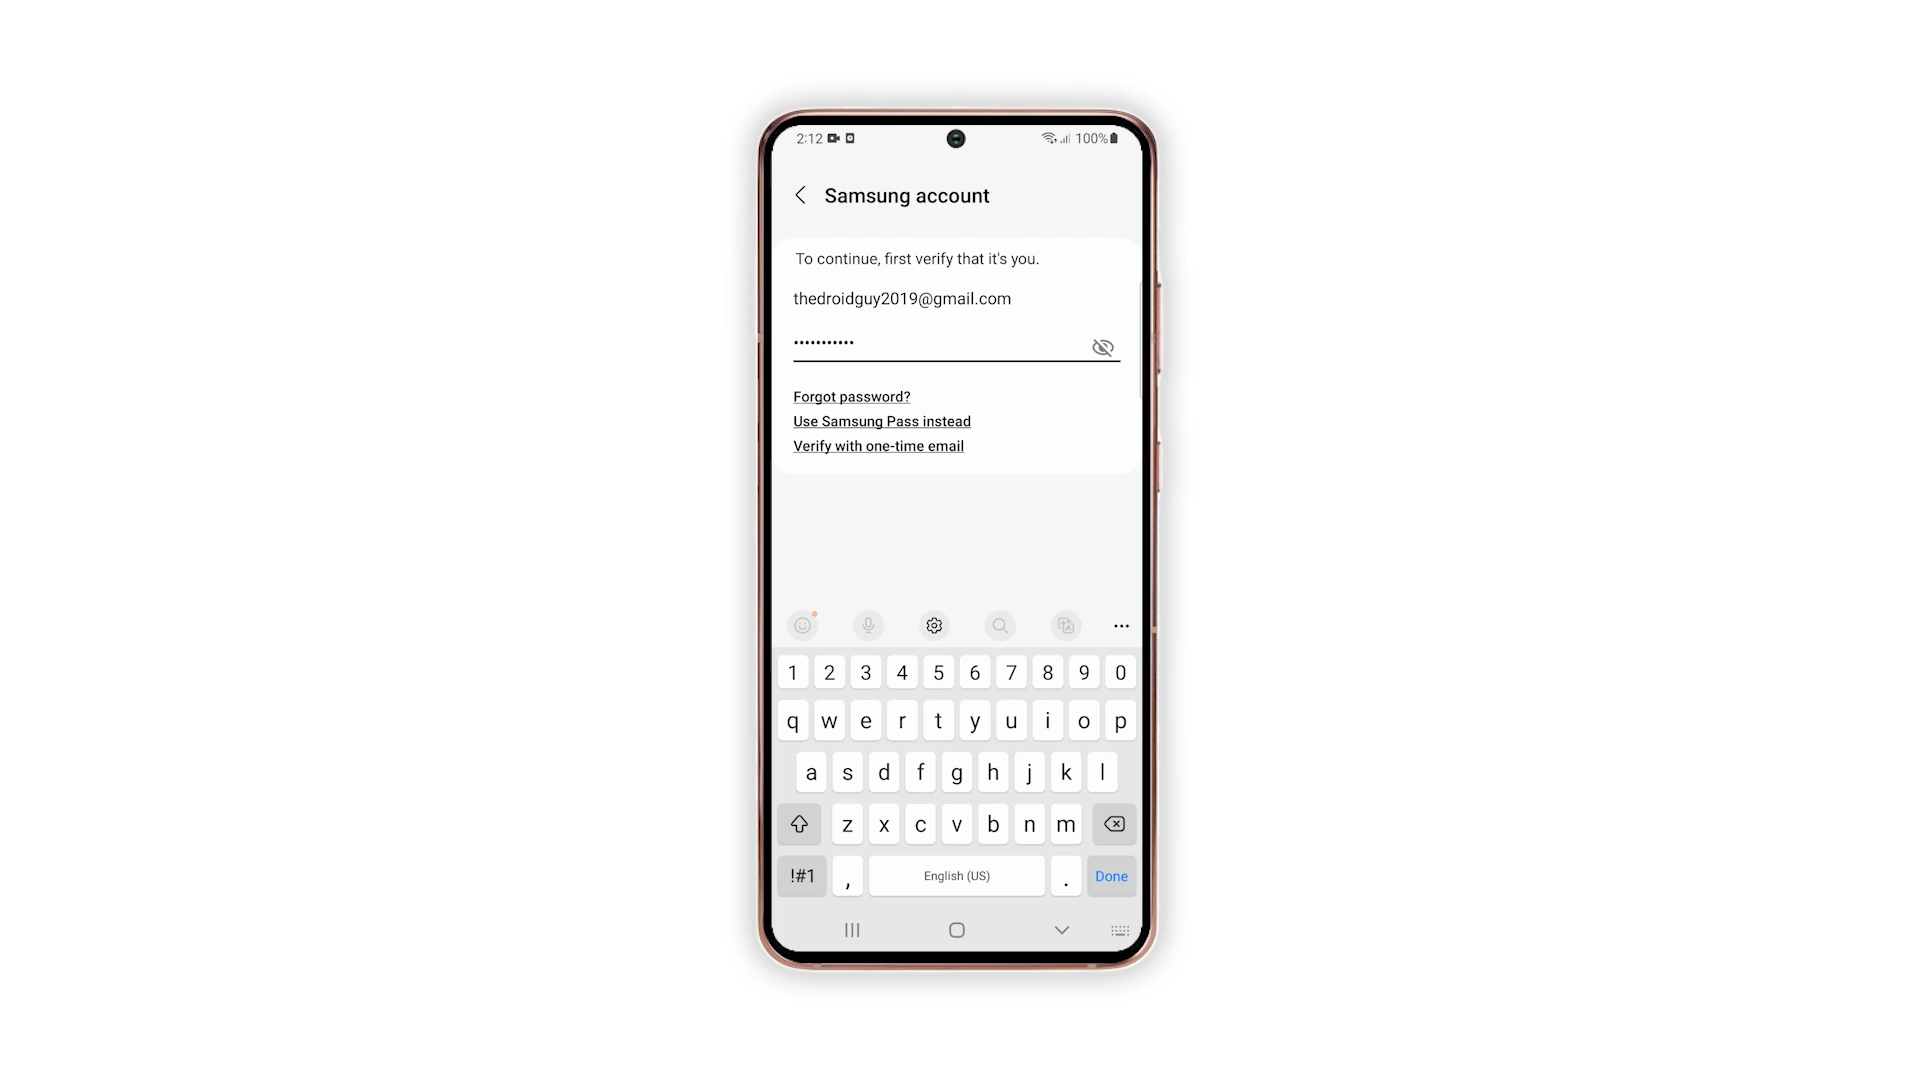 2:12 100%
Samsung account
To continue, first verify that it's you.
thedroidguy2019@gmail.com
•••••••••••
Forgot password?
Use Samsung Pass instead
Verify with one-time email
1 2 3 4 5 6 7 8 9 0
q w e r t y u i o p
a s d f g h j k l
z x c v b n m
!#1 , English (US) . Done